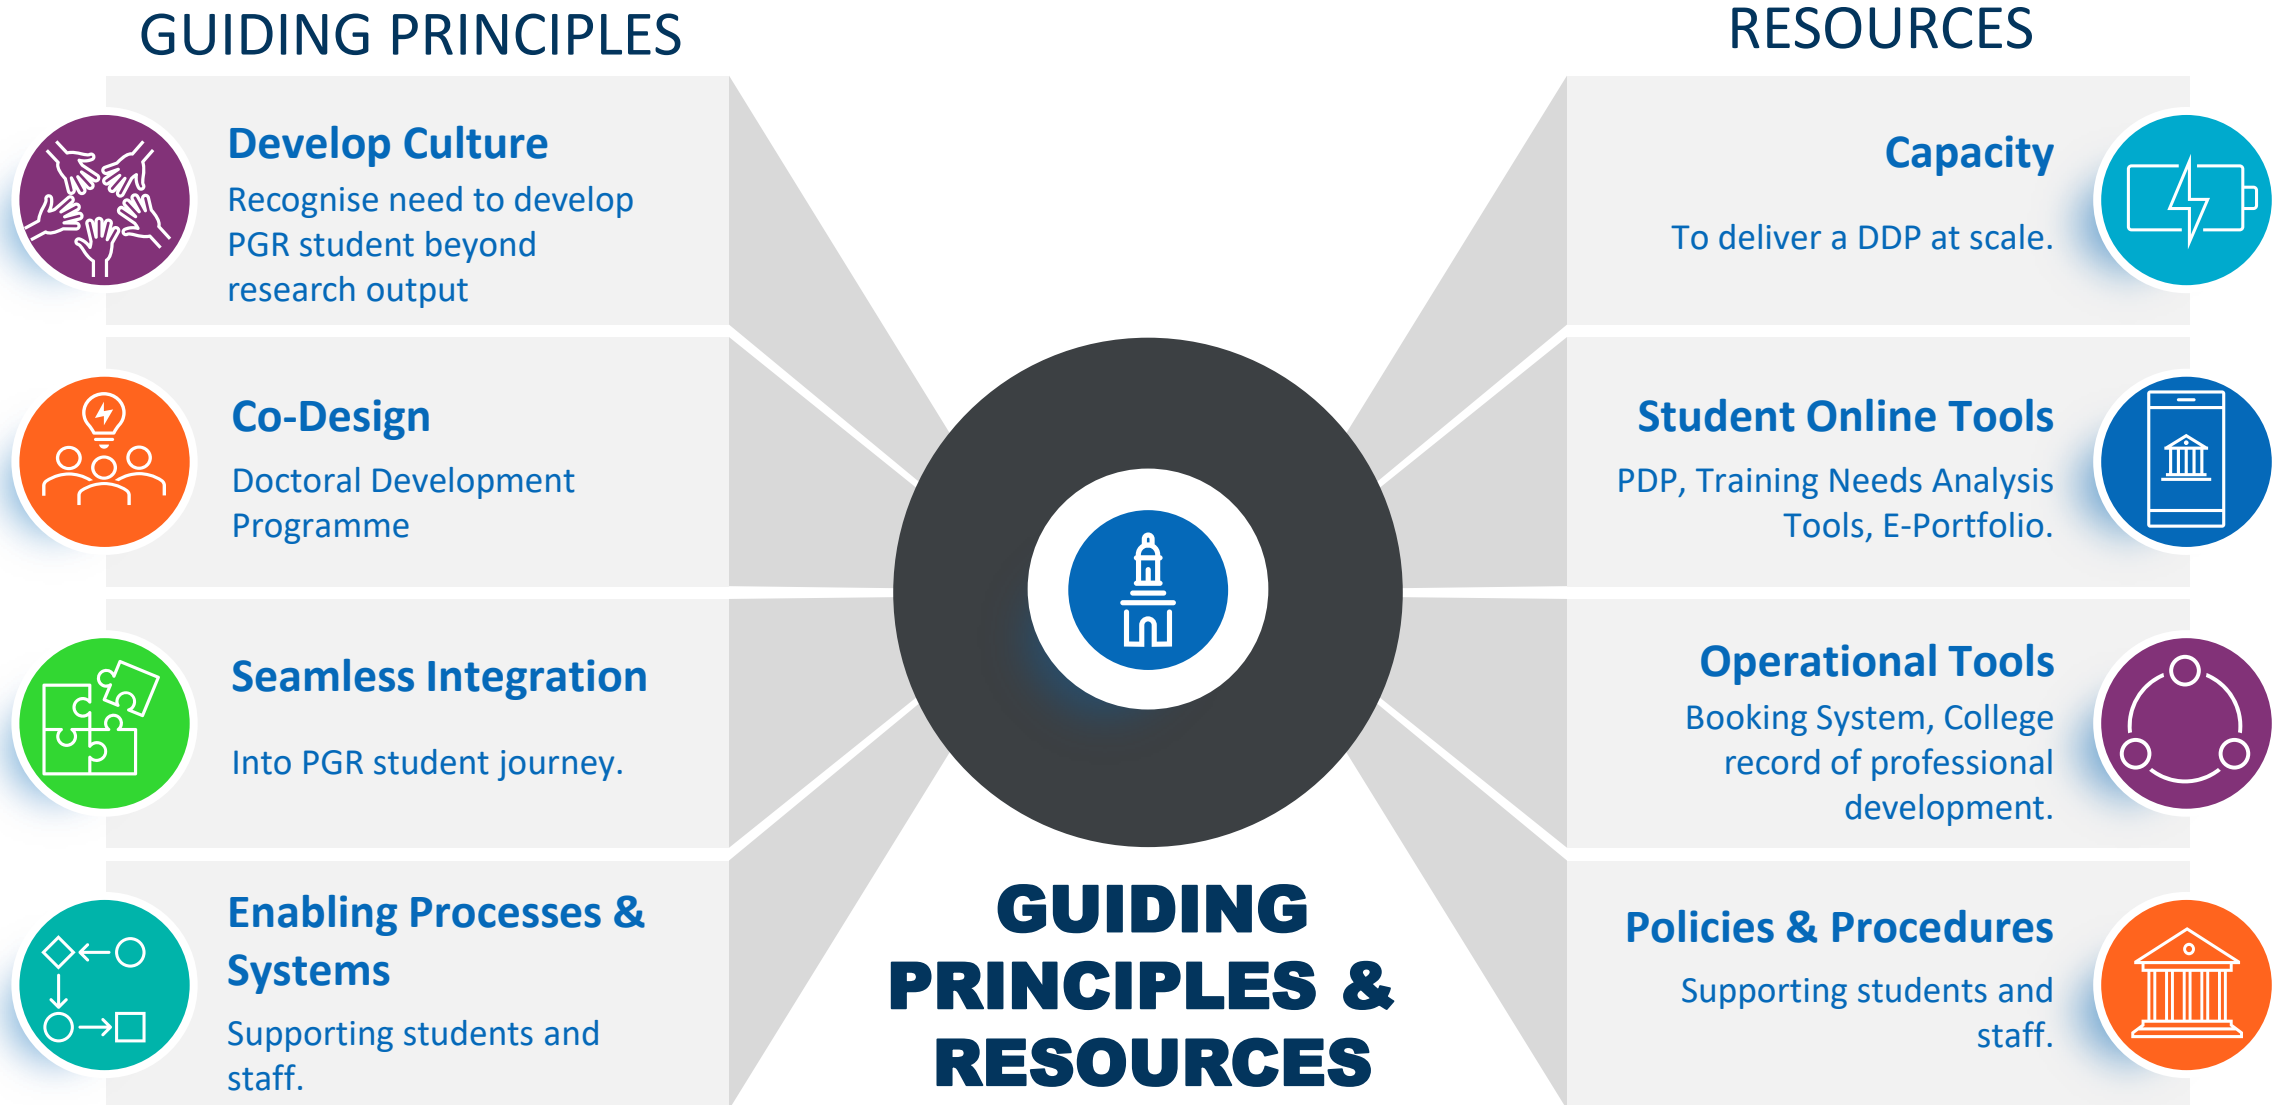 GUIDING PRINCIPLES
Develop Culture
Recognise need to develop
PGR student beyond
research output
Co-Design
Doctoral Development
Programme
Seamless Integration
Into PGR student journey.
Enabling Processes &
Systems
Supporting students and
staff.
GUIDING
PRINCIPLES &
RESOURCES
RESOURCES
Capacity
To deliver a DDP at scale.
Student Online Tools
PDP, Training Needs Analysis
Tools, E-Portfolio.
Operational Tools
Booking System, College
record of professional
development.
Policies & Procedures
Supporting students and
staff.